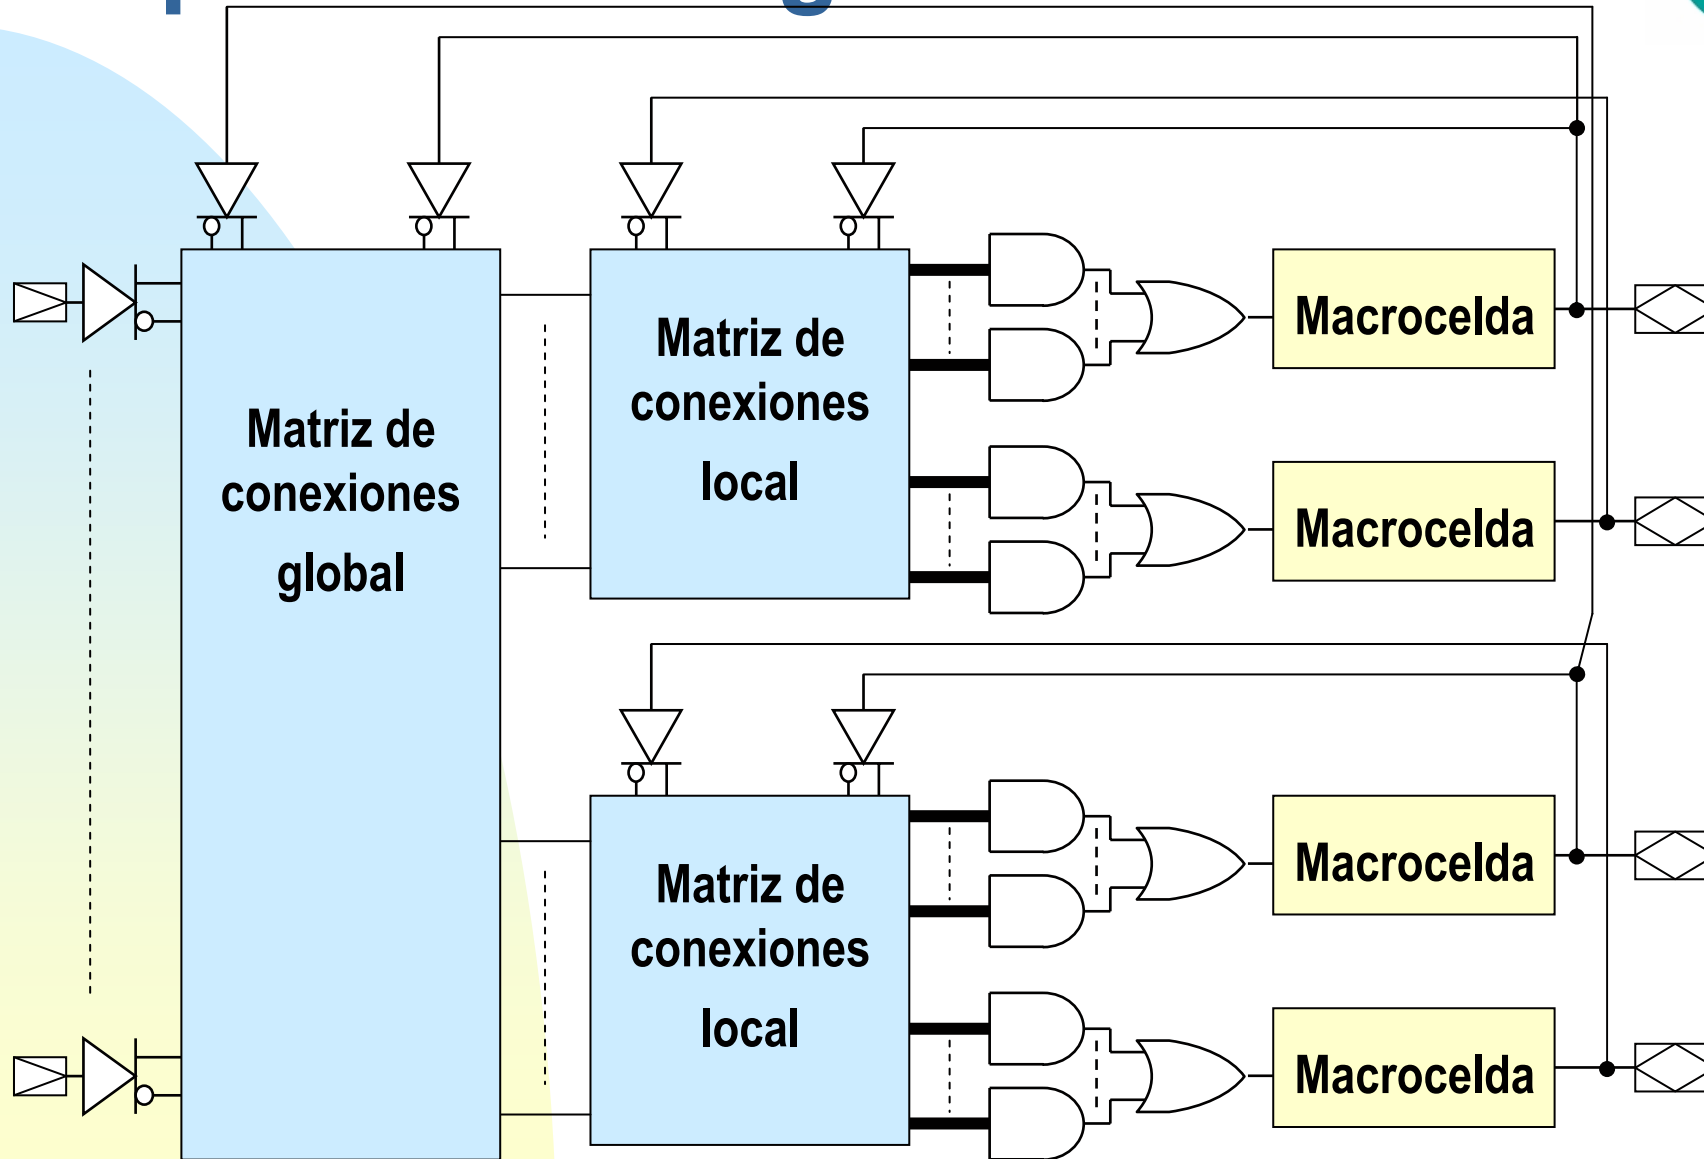 Matriz de
conexiones
global
Matriz de
conexiones
local
Macrocelda
Macrocelda
Matriz de
conexiones
local
Macrocelda
Macrocelda